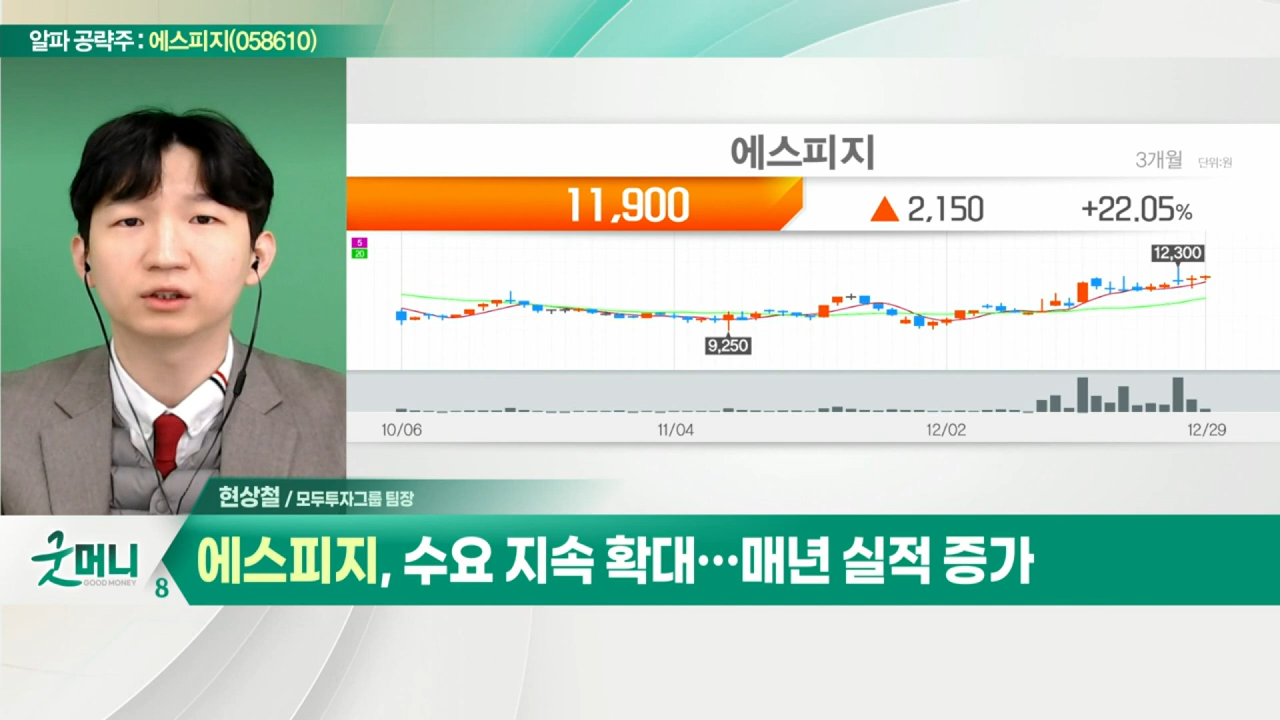 알파 공략주 : 에스피지(058610)
에스피지
3개월 단위:원
11,900 ▲ 2,150 +22.05%
5
20
12,300
9,250
10/06 11/04 12/02 12/29
현상철 / 모두투자그룹 팀장
굿머니
GOOD MONEY
8
에스피지, 수요 지속 확대…매년 실적 증가